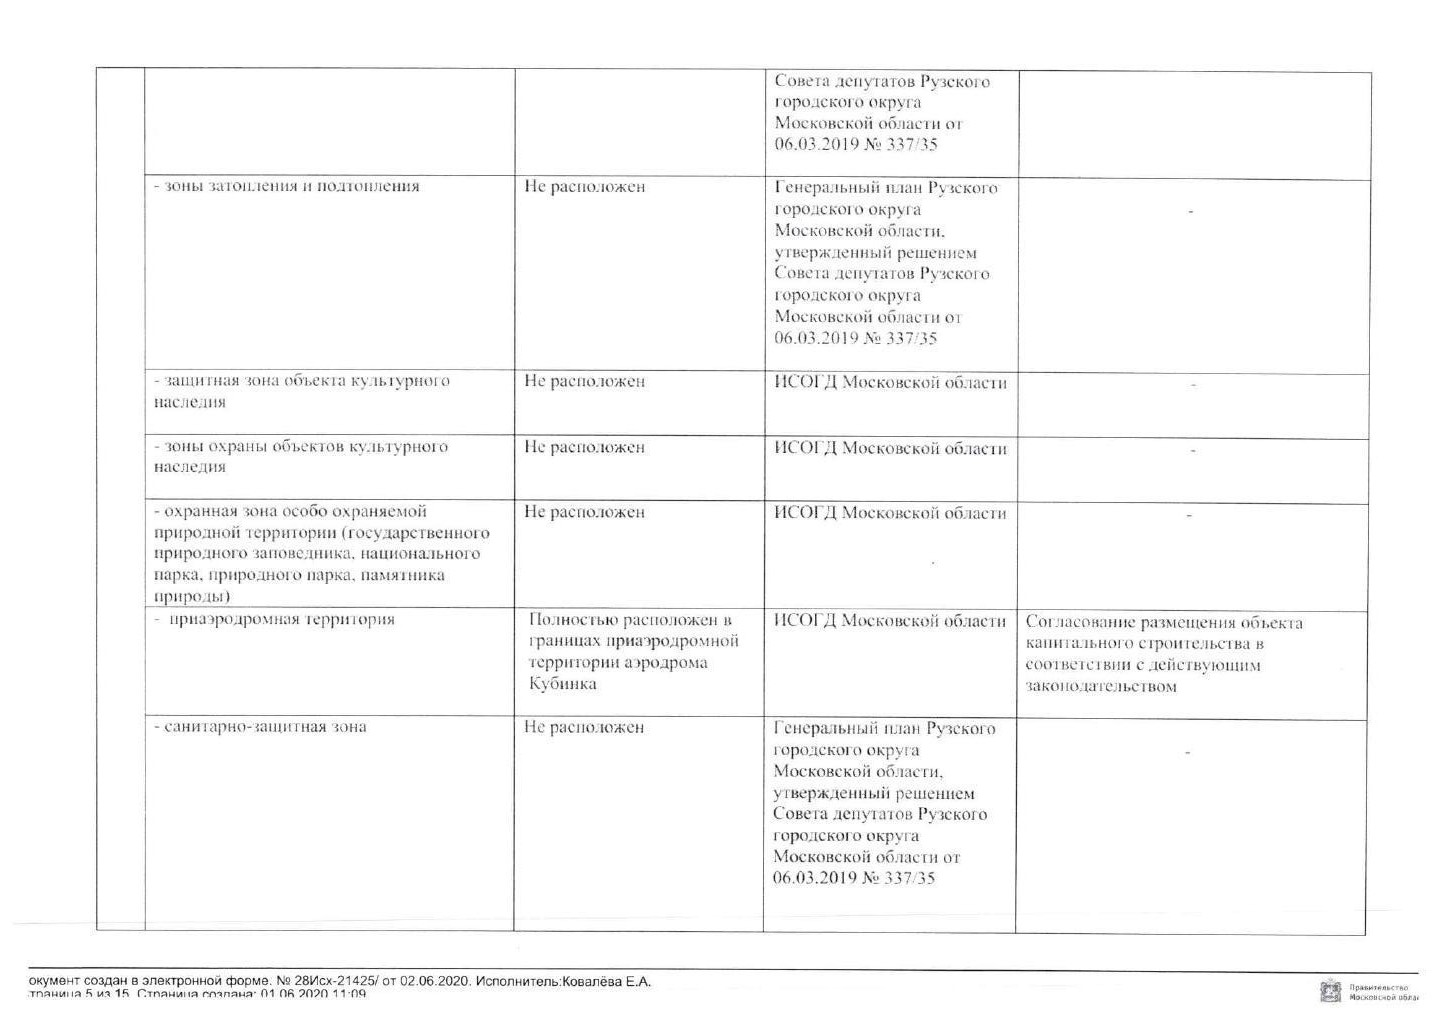 Совета депутатов Рузского
городского округа
Московской области от
06.03.2019 № 337/35
- зоны затопления и подтопления
Не расположен
Генеральный план Рузского
городского округа
Московской области,
утвержденный решением
Совета депутатов Рузского
городского округа
Московской области от
06.03.2019 № 337/35
-
- защитная зона объекта культурного
наследия
Не расположен
ИСОГД Московской области
-
- зоны охраны объектов культурного
наследия
Не расположен
ИСОГД Московской области
-
- охранная зона особо охраняемой
природной территории (государственного
природного заповедника, национального
парка, природного парка, памятника
природы)
Не расположен
ИСОГД Московской области
-
- приаэродромная территория
Полностью расположен в
границах приаэродромной
территории аэродрома
Кубинка
ИСОГД Московской области
Согласование размещения объекта
капитального строительства в
соответствии с действующим
законодательством
- санитарно-защитная зона
Не расположен
Генеральный план Рузского
городского округа
Московской области,
утвержденный решением
Совета депутатов Рузского
городского округа
Московской области от
06.03.2019 № 337/35
-
окумент создан в электронной форме. № 28Исх-21425/ от 02.06.2020. Исполнитель:Ковалёва Е.А.
траница 5 из 15. Страница создана: 01.06.2020 11:09
Правительство
Московской обла